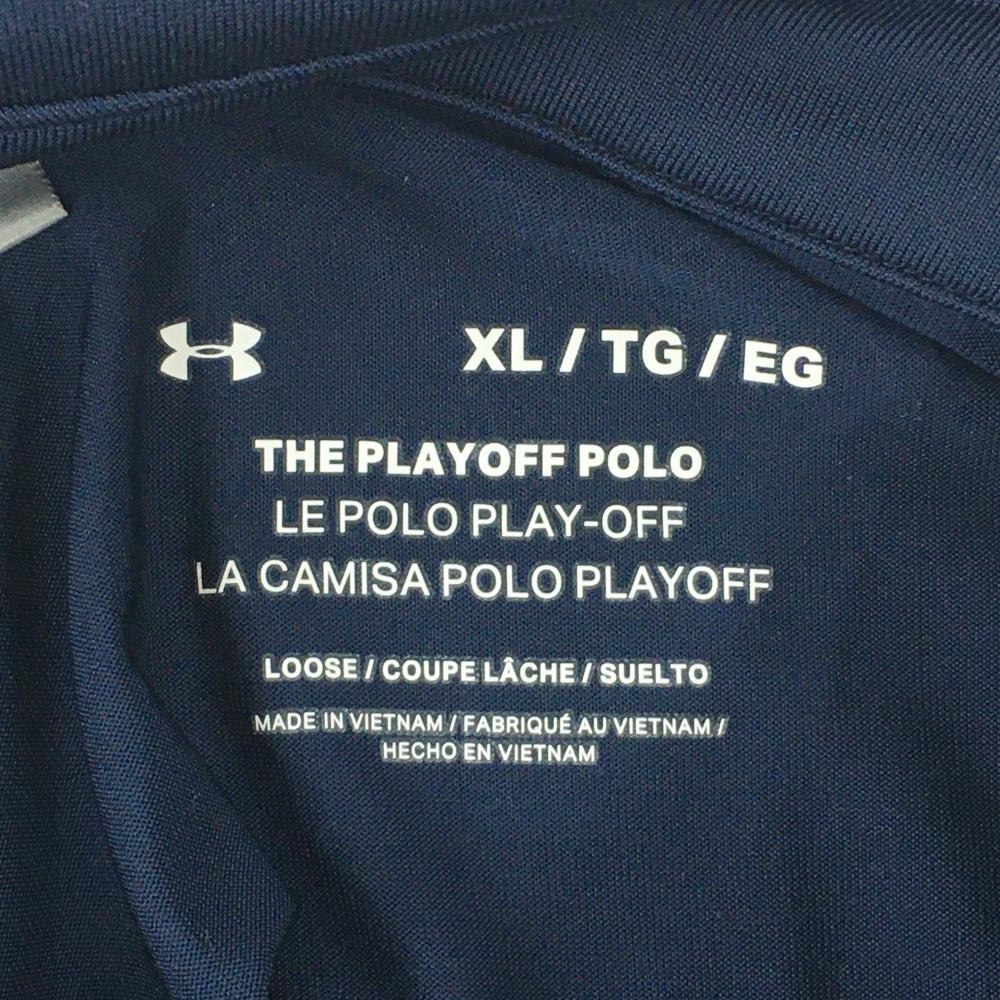 XL / TG / EG
THE PLAYOFF POLO
LE POLO PLAY-OFF
LA CAMISA POLO PLAYOFF
LOOSE / COUPE LÂCHE / SUELTO
MADE IN VIETNAM / FABRIQUÉ AU VIETNAM /
HECHO EN VIETNAM